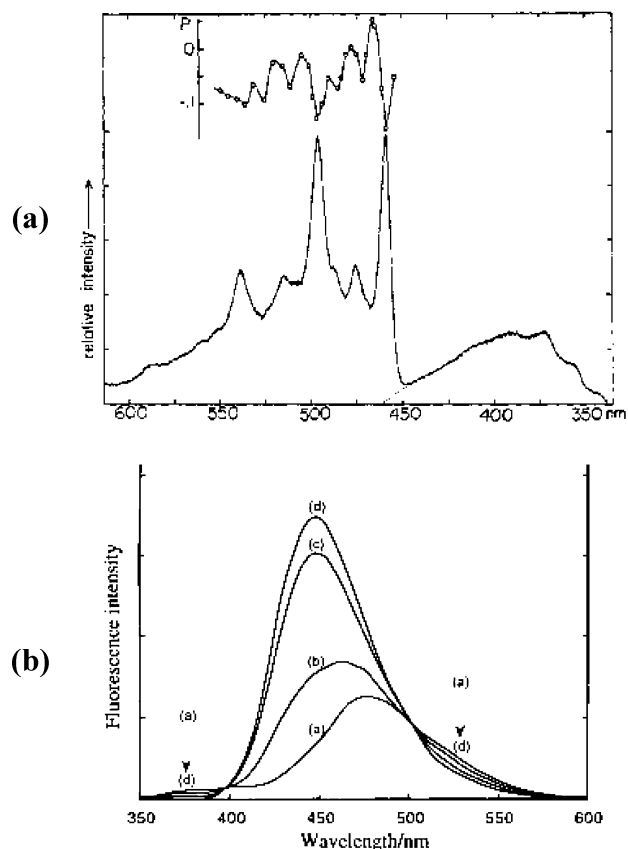 (a)
P
0
-.1
relative intensity
600 550 500 450 400 350 nm
(b)
Fluorescence intensity
(d)
(c)
(b)
(a)
(a)
(d)
(a)
(d)
350 400 450 500 550 600
Wavelength/nm